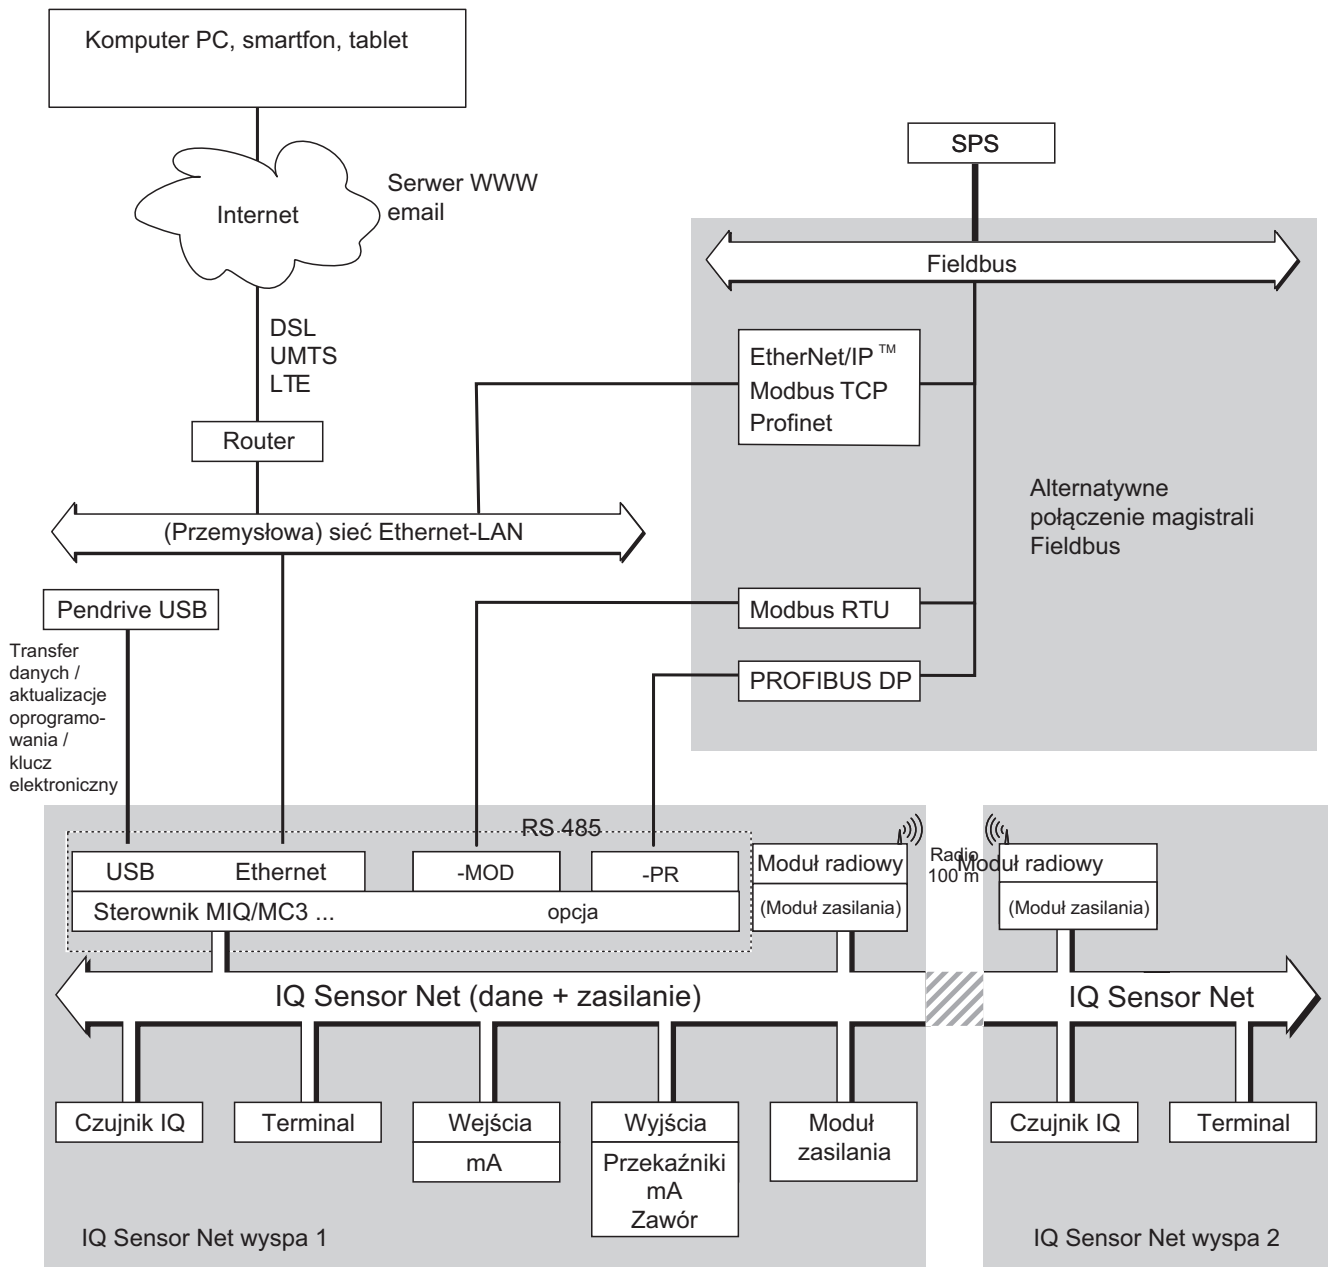 Komputer PC, smartfon, tablet
Internet
Serwer WWW
email
DSL
UMTS
LTE
Router
(Przemysłowa) sieć Ethernet-LAN
SPS
Fieldbus
EtherNet/IP™
Modbus TCP
Profinet
Alternatywne
połączenie magistrali
Fieldbus
Modbus RTU
PROFIBUS DP
Pendrive USB
Transfer
danych /
aktualizacje
oprogramo-
wania /
klucz
elektroniczny
RS 485
USB
Ethernet
-MOD
-PR
Sterownik MIQ/MC3 ...
opcja
Moduł radiowy
(Moduł zasilania)
Radio
100 m
Moduł radiowy
(Moduł zasilania)
IQ Sensor Net (dane + zasilanie)
IQ Sensor Net
Czujnik IQ
Terminal
Wejścia
mA
Wyjścia
Przekaźniki
mA
Zawór
Moduł
zasilania
Czujnik IQ
Terminal
IQ Sensor Net wyspa 1
IQ Sensor Net wyspa 2